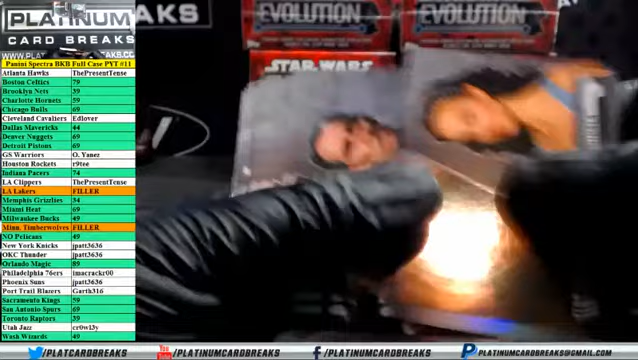 PLATINUM
CARD BREAKS
Panini Spectra BKB Full Case PYT #11
Atlanta Hawks ThePresentTense
Boston Celtics 79
Brooklyn Nets 39
Charlotte Hornets 59
Chicago Bulls 69
Cleveland Cavaliers Edlover
Dallas Mavericks 44
Denver Nuggets 69
Detroit Pistons 69
GS Warriors O. Yanez
Houston Rockets r9tee
Indiana Pacers 74
LA Clippers ThePresentTense
LA Lakers FILLER
Memphis Grizzlies 34
Miami Heat 69
Milwaukee Bucks 49
Minn. Timberwolves FILLER
NO Pelicans 49
New York Knicks jpatt3636
OKC Thunder jpatt3636
Orlando Magic 89
Philadelphia 76ers imacrackr00
Phoenix Suns jpatt3636
Port Trail Blazers Garth316
Sacramento Kings 59
San Antonio Spurs 69
Toronto Raptors 39
Utah Jazz cr0w13y
Wash Wizards 49
EVOLUTION
EVOLUTION
STAR WARS
/PLATCARDBREAKS
/PLATINUMCARDBREAKS
/PLATINUMCARDBREAKS
PLATINUMCARDBREAKS@GMAIL.COM